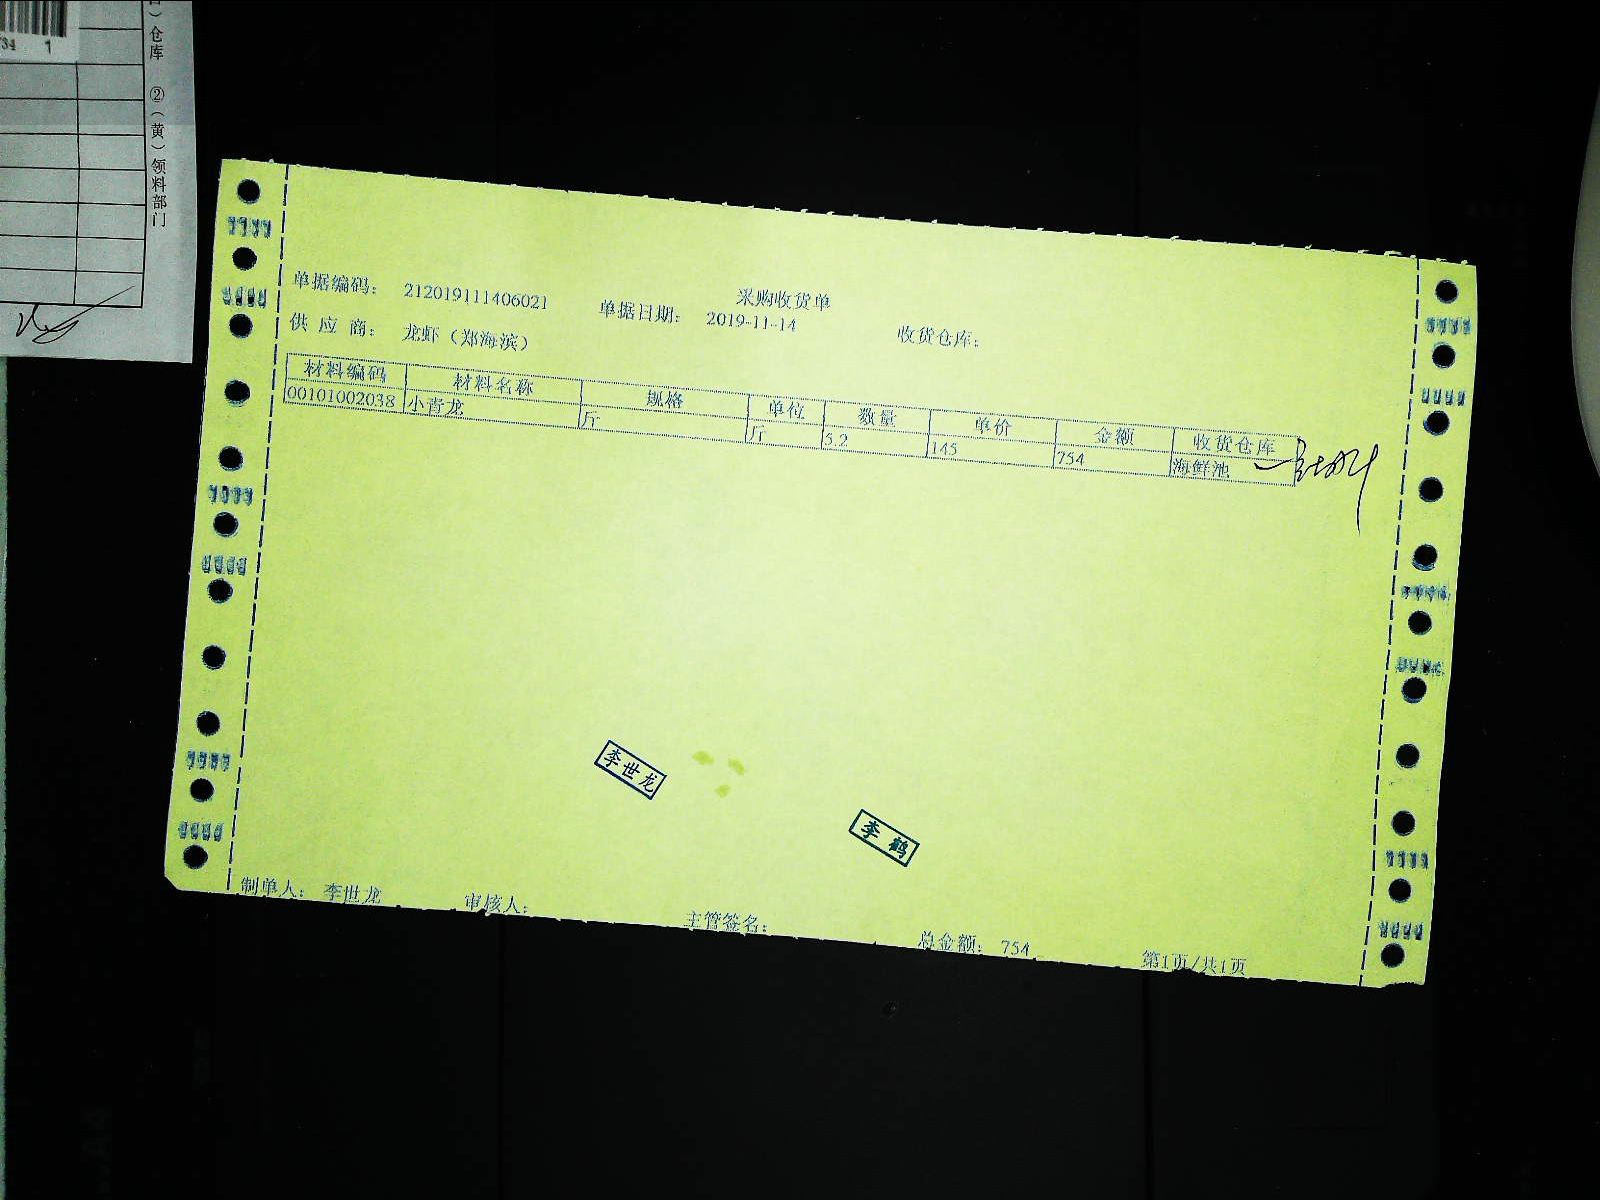 采购收货单
单据编码： 212019111406021 单据日期： 2019-11-14 收货仓库：
供 应 商： 龙虾（郑海滨）
材料编码 材料名称 规格 单位 数量 单价 金额 收货仓库
00101002038 小青龙 斤 斤 5.2 145 754 海鲜池
李世龙
李鹤
制单人： 李世龙 审核人： 主管签名： 总金额： 754 第1页/共1页
）仓库 ②（黄）领料部门
734 1